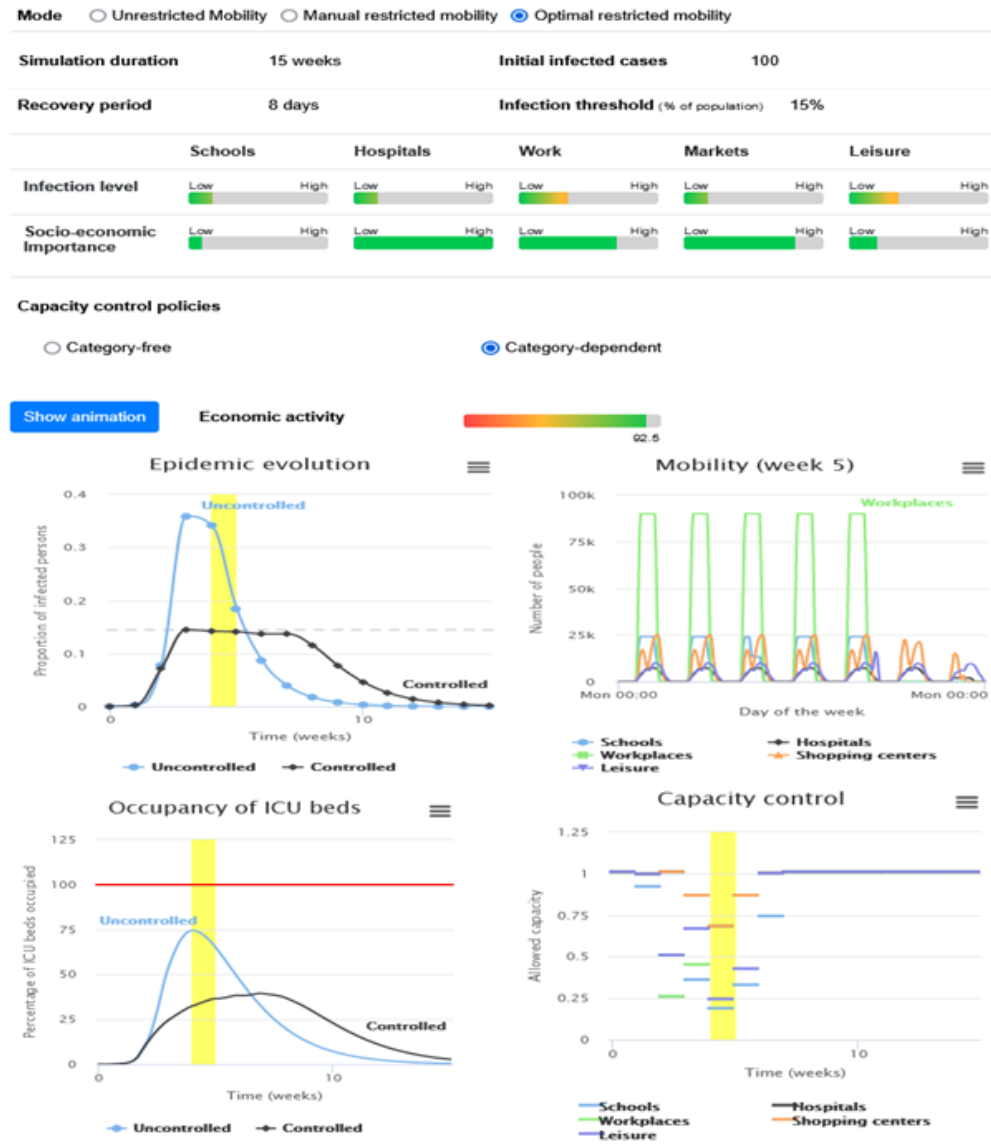 Mode Unrestricted Mobility Manual restricted mobility Optimal restricted mobility
Simulation duration 15 weeks Initial infected cases 100
Recovery period 8 days Infection threshold (% of population) 15%
Schools Hospitals Work Markets Leisure
Infection level Low High Low High Low High Low High Low High
Socio-economic Low High Low High Low High Low High Low High
Importance
Capacity control policies
Category-free Category-dependent
Show animation Economic activity
92.5
Epidemic evolution
0.4
0.3
0.2
0.1
0
Proportion of infected persons
Uncontrolled
Controlled
0 10
Time (weeks)
Uncontrolled Controlled
Mobility (week 5)
100k
75k
50k
25k
0
Number of people
Workplaces
Mon 00:00 Mon 00:00
Day of the week
Schools Hospitals
Workplaces Shopping centers
Leisure
Occupancy of ICU beds
125
100
75
50
25
0
Percentage of ICU beds occupied
Uncontrolled
Controlled
0 10
Time (weeks)
Uncontrolled Controlled
Capacity control
1.25
1
0.75
0.5
0.25
0
Allowed capacity
0 10
Time (weeks)
Schools Hospitals
Workplaces Shopping centers
Leisure